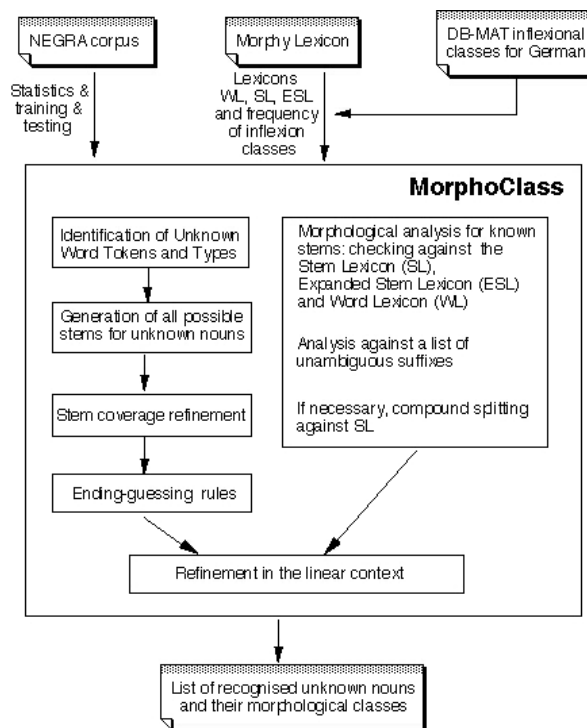 NEGRA corpus
Morphy Lexicon
DB-MAT inflexional
classes for German
Statistics &
training &
testing
Lexicons
WL, SL, ESL
and frequency
of inflexion
classes
MorphoClass
Identification of Unknown
Word Tokens and Types
Generation of all possible
stems for unknown nouns
Stem coverage refinement
Ending-guessing rules
Morphological analysis for known
stems: checking against the
Stem Lexicon (SL),
Expanded Stem Lexicon (ESL)
and Word Lexicon (WL)
Analysis against a list of
unambiguous suffixes
If necessary, compound splitting
against SL
Refinement in the linear context
List of recognised unknown nouns
and their morphological classes